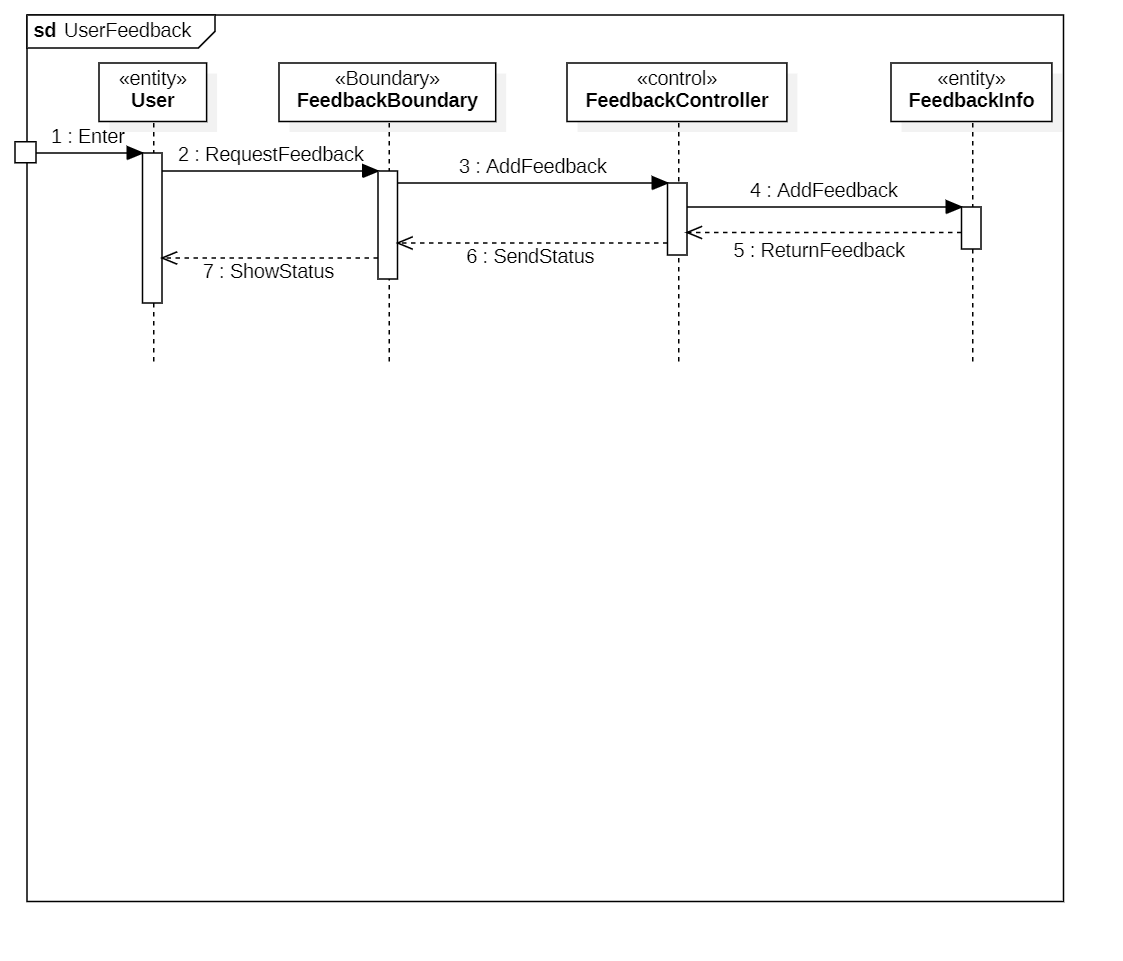 sd UserFeedback
«entity»
User
«Boundary»
FeedbackBoundary
«control»
FeedbackController
«entity»
FeedbackInfo
1 : Enter
2 : RequestFeedback
3 : AddFeedback
4 : AddFeedback
5 : ReturnFeedback
6 : SendStatus
7 : ShowStatus